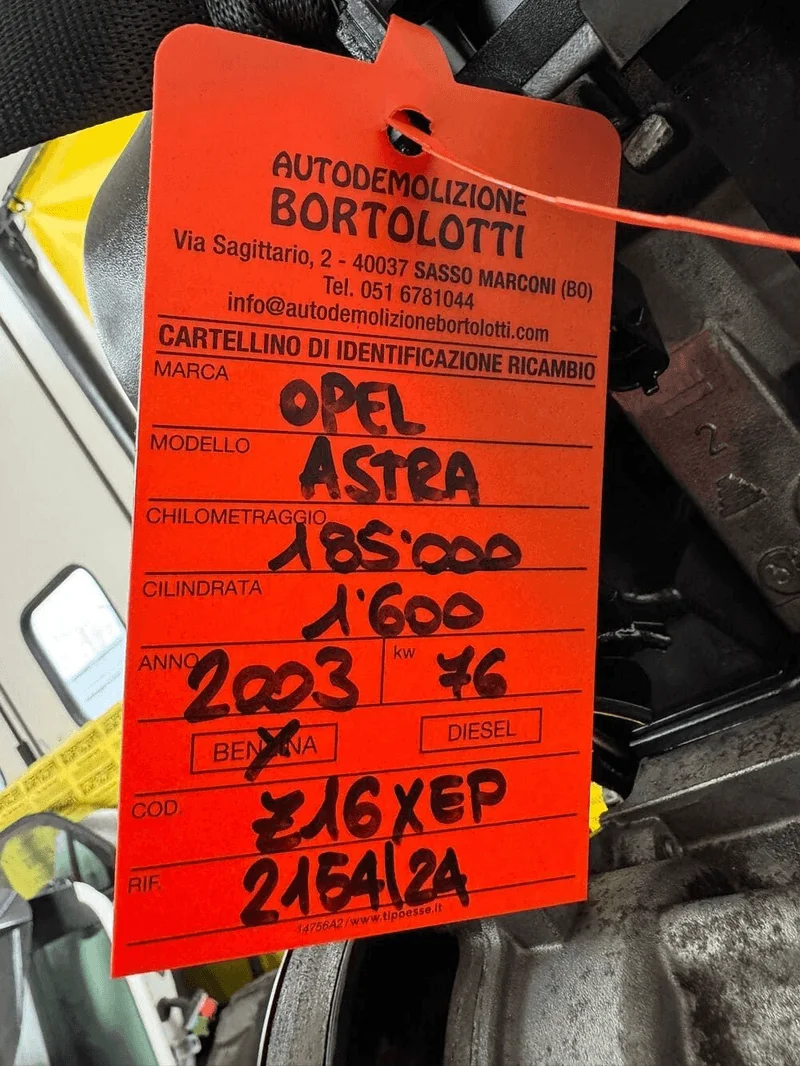 AUTODEMOLIZIONE
BORTOLOTTI
Via Sagittario, 2 - 40037 SASSO MARCONI (BO)
Tel. 051 6781044
info@autodemolizionebortolotti.com
CARTELLINO DI IDENTIFICAZIONE RICAMBIO
MARCA OPEL
MODELLO ASTRA
CHILOMETRAGGIO 185'000
CILINDRATA 1'600
ANNO 2003 kw 76
BENZINA X DIESEL
COD. Z16XEP
RIF. 2154/24
14756A2/www.tipoesse.it
2